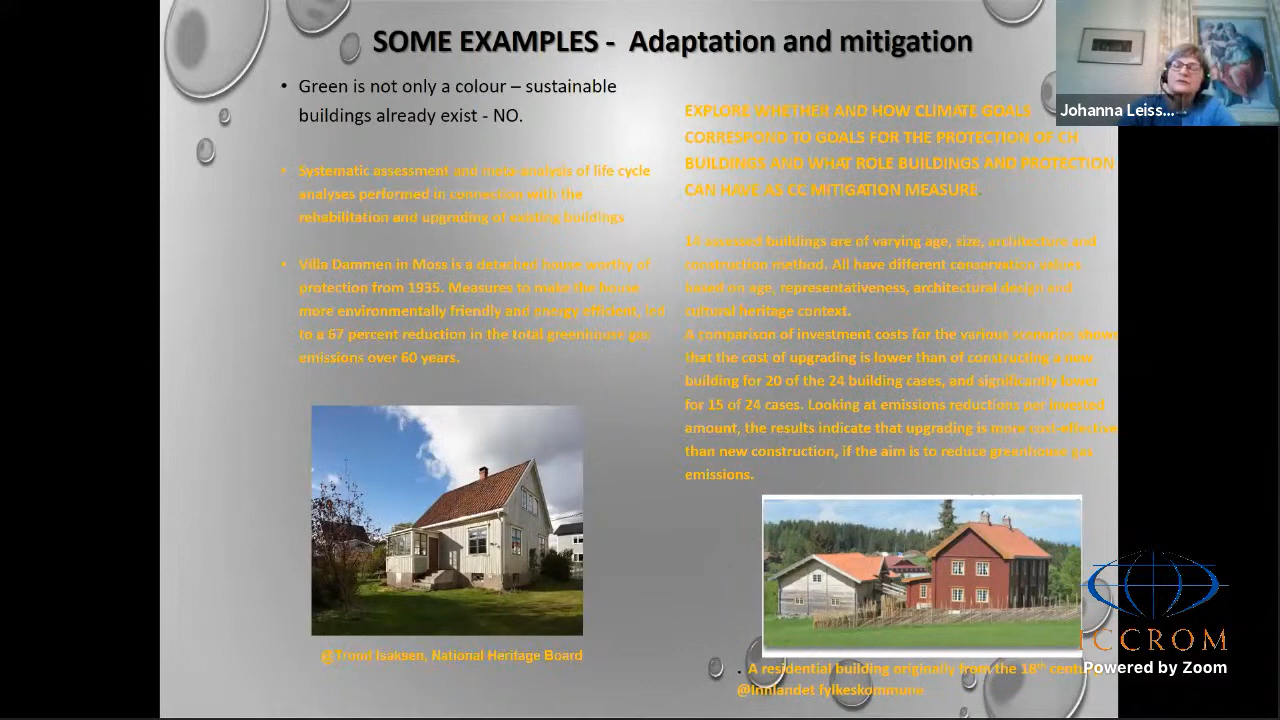 SOME EXAMPLES - Adaptation and mitigation
• Green is not only a colour – sustainable
buildings already exist - NO.
• Systematic assessment and meta analysis of life cycle
analyses performed in connection with the
rehabilitation and upgrading of existing buildings
• Villa Dammen in Moss is a detached house worthy of
protection from 1935. Measures to make the house
more environmentally friendly and energy efficient, led
to a 67 percent reduction in the total greenhouse gas
emissions over 60 years.
@Trond Isaksen, National Heritage Board
EXPLORE WHETHER AND HOW CLIMATE GOALS
CORRESPOND TO GOALS FOR THE PROTECTION OF CH
BUILDINGS AND WHAT ROLE BUILDINGS AND PROTECTION
CAN HAVE AS CC MITIGATION MEASURE.
assessed buildings are of varying age, size, architecture and
construction method. All have different conservation values
based on age, representativeness, architectural design and
cultural heritage context.
A comparison of investment costs for the various scenarios shows
that the cost of upgrading is lower than of constructing a new
building for 20 of the 24 building cases, and significantly lower
for 15 of 24 cases. Looking at emissions reductions per invested
amount, the results indicate that upgrading is more cost-effective
than new construction, if the aim is to reduce greenhouse gas
emissions.
. A residential building originally from the 18th
@Innlandet fylkeskommune
Johanna Leiss...
ICCROM
Powered by Zoom